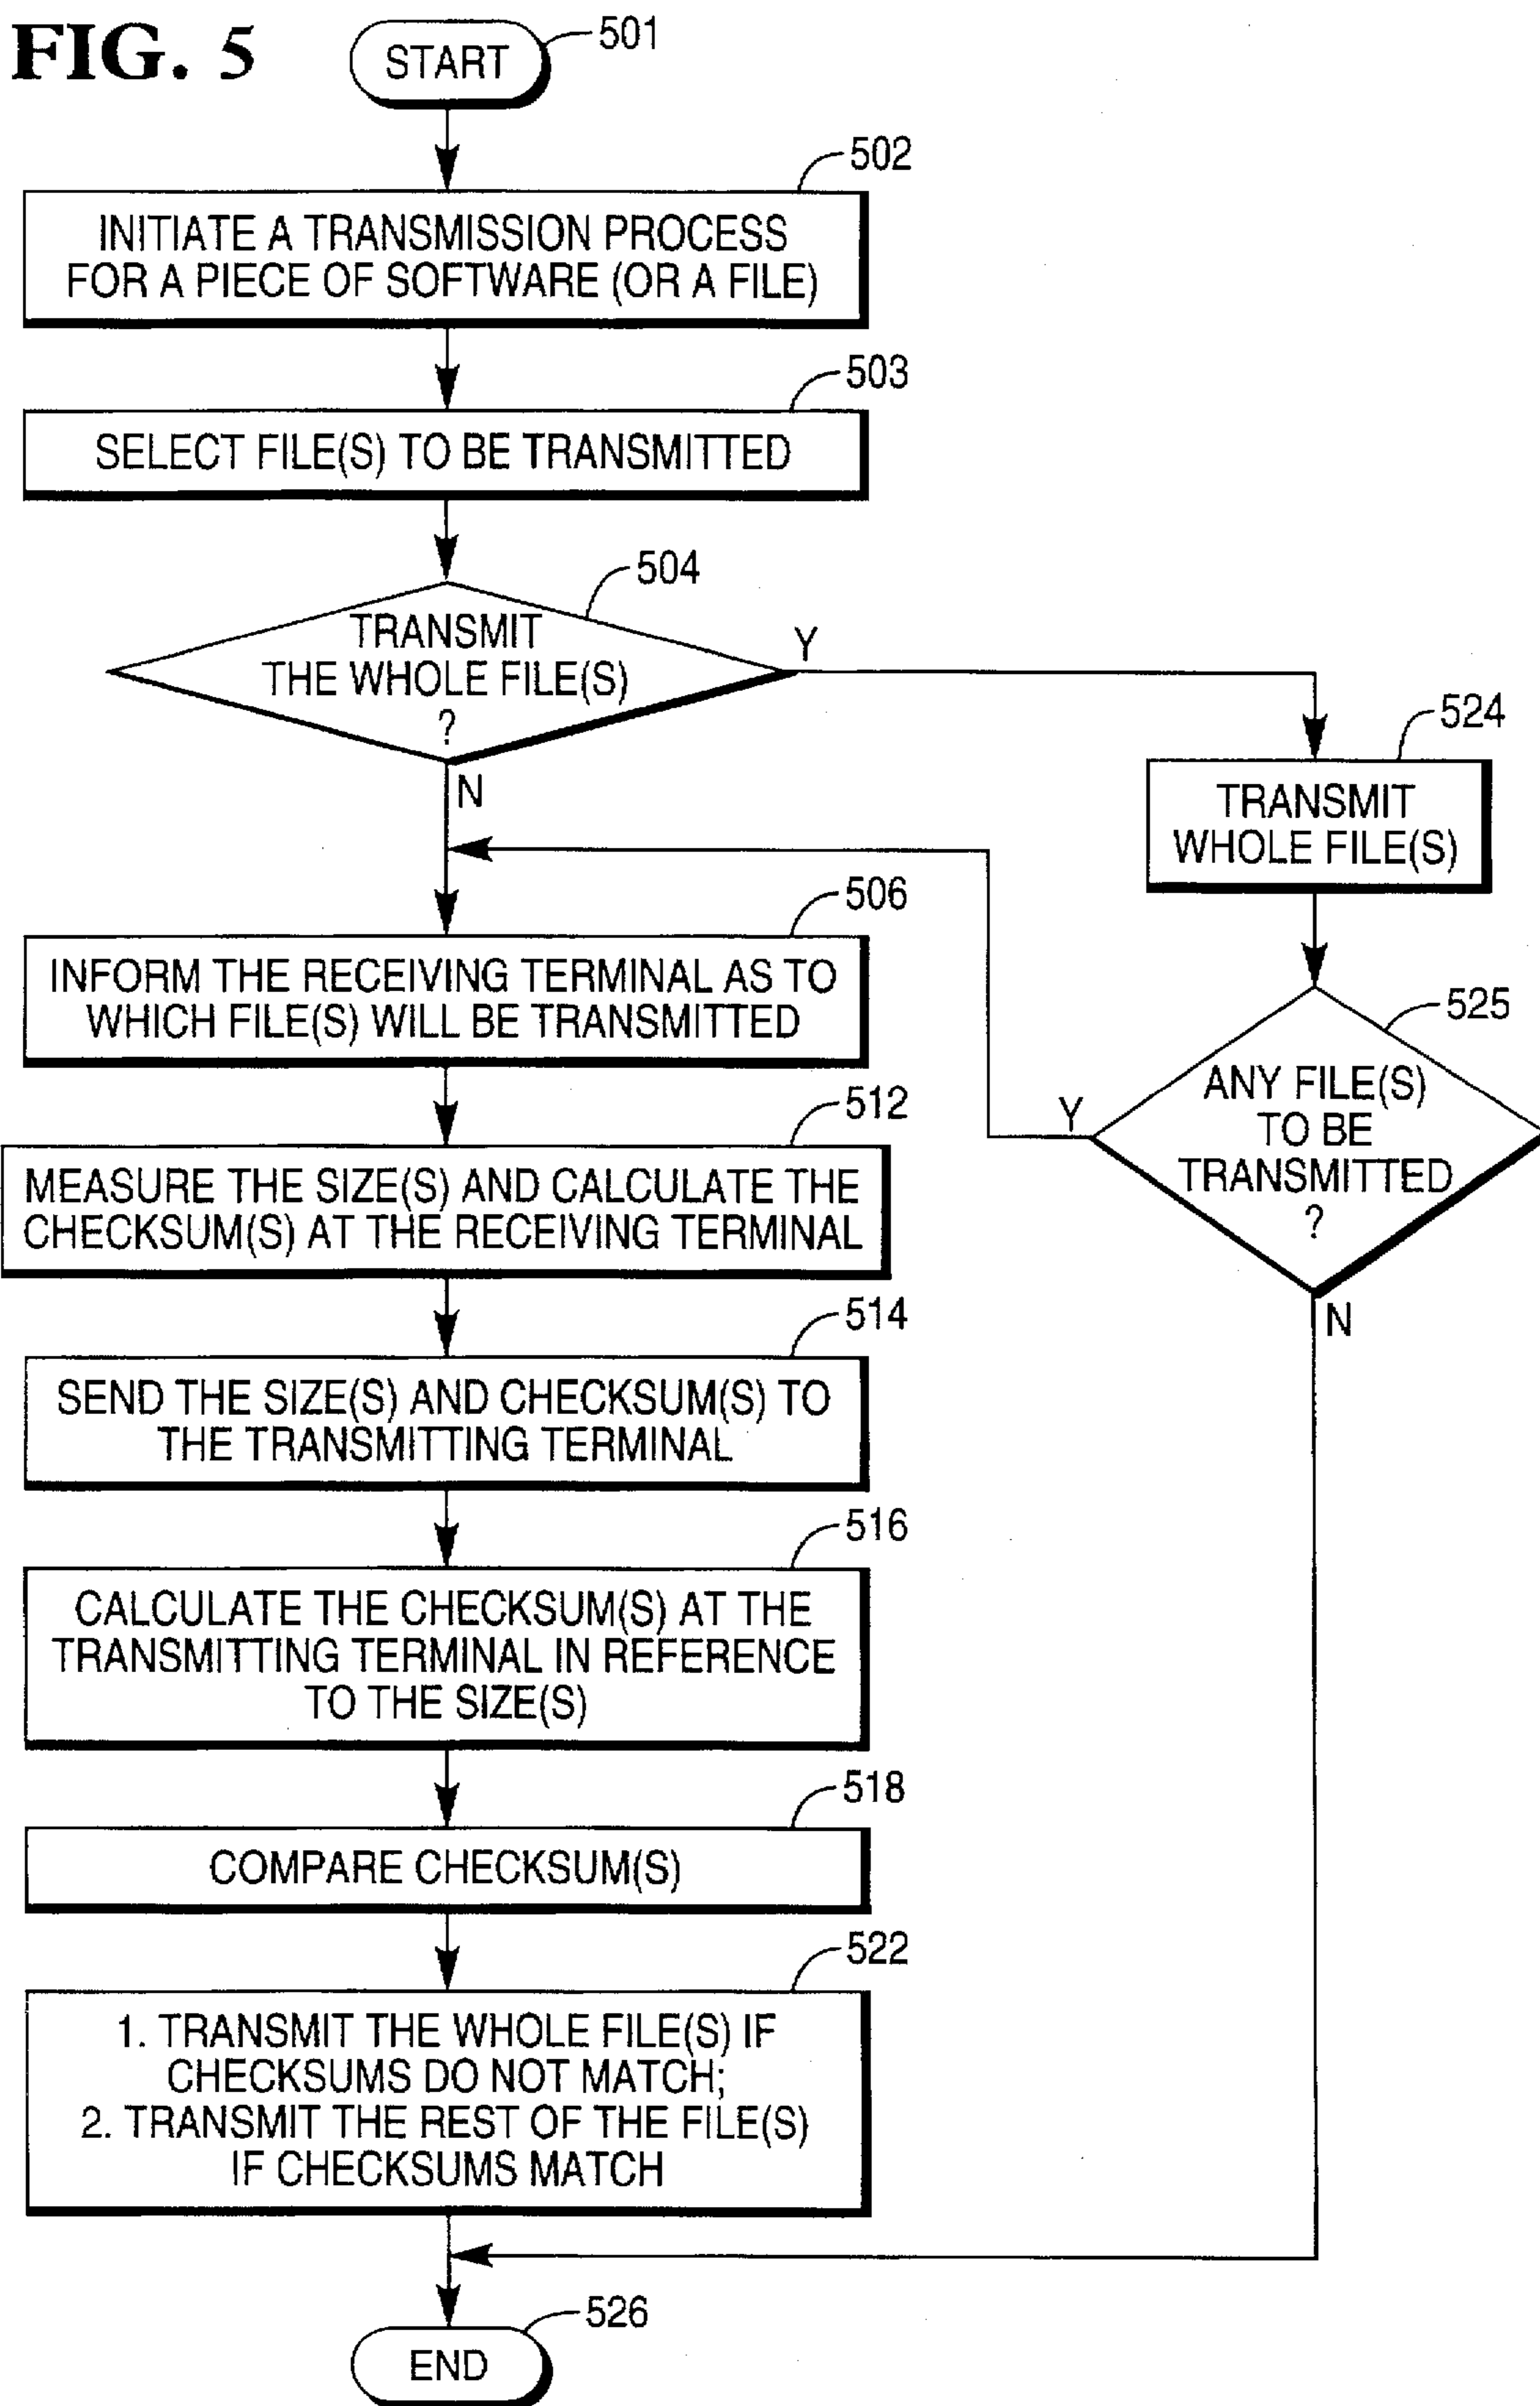 FIG. 5
START
501
502
INITIATE A TRANSMISSION PROCESS
FOR A PIECE OF SOFTWARE (OR A FILE)
503
SELECT FILE(S) TO BE TRANSMITTED
504
TRANSMIT
THE WHOLE FILE(S)
?
Y
N
524
TRANSMIT
WHOLE FILE(S)
506
INFORM THE RECEIVING TERMINAL AS TO
WHICH FILE(S) WILL BE TRANSMITTED
525
ANY FILE(S)
TO BE
TRANSMITTED
?
Y
N
512
MEASURE THE SIZE(S) AND CALCULATE THE
CHECKSUM(S) AT THE RECEIVING TERMINAL
514
SEND THE SIZE(S) AND CHECKSUM(S) TO
THE TRANSMITTING TERMINAL
516
CALCULATE THE CHECKSUM(S) AT THE
TRANSMITTING TERMINAL IN REFERENCE
TO THE SIZE(S)
518
COMPARE CHECKSUM(S)
522
1. TRANSMIT THE WHOLE FILE(S) IF
CHECKSUMS DO NOT MATCH;
2. TRANSMIT THE REST OF THE FILE(S)
IF CHECKSUMS MATCH
526
END